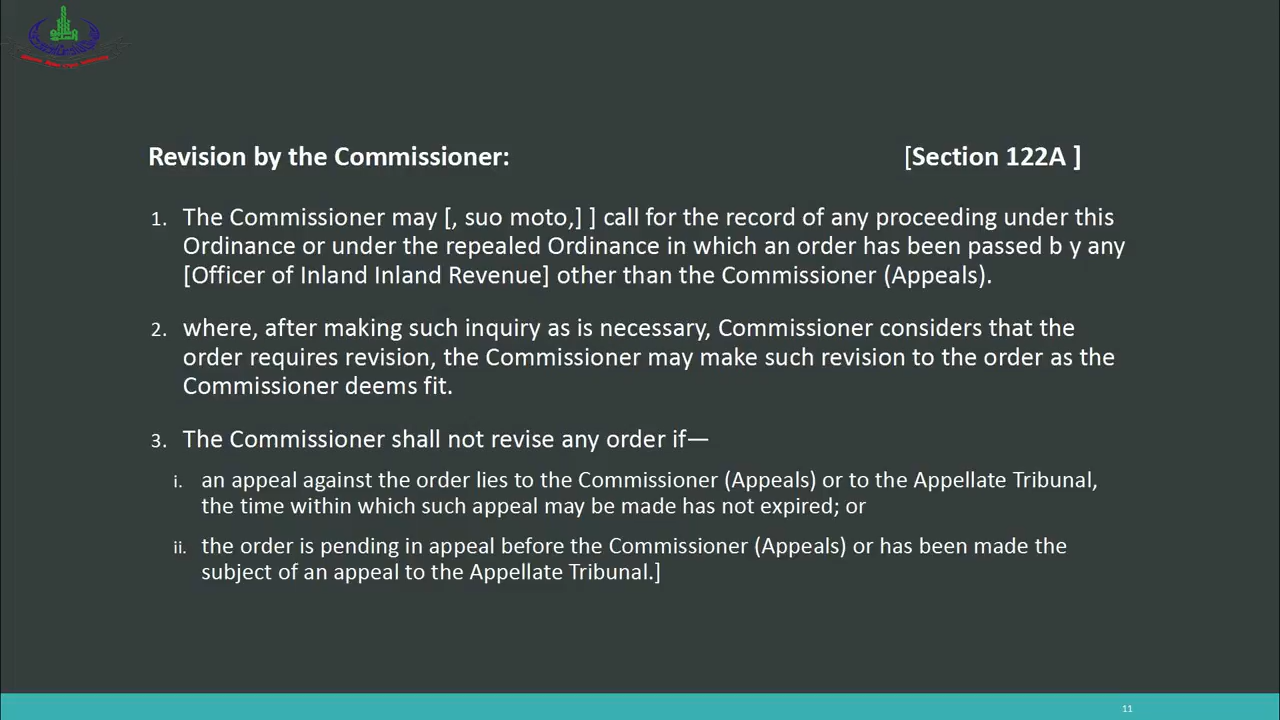 Revision by the Commissioner: [Section 122A ]
1. The Commissioner may [, suo moto,] ] call for the record of any proceeding under this
Ordinance or under the repealed Ordinance in which an order has been passed b y any
[Officer of Inland Inland Revenue] other than the Commissioner (Appeals).
2. where, after making such inquiry as is necessary, Commissioner considers that the
order requires revision, the Commissioner may make such revision to the order as the
Commissioner deems fit.
3. The Commissioner shall not revise any order if—
i. an appeal against the order lies to the Commissioner (Appeals) or to the Appellate Tribunal,
the time within which such appeal may be made has not expired; or
ii. the order is pending in appeal before the Commissioner (Appeals) or has been made the
subject of an appeal to the Appellate Tribunal.]
11